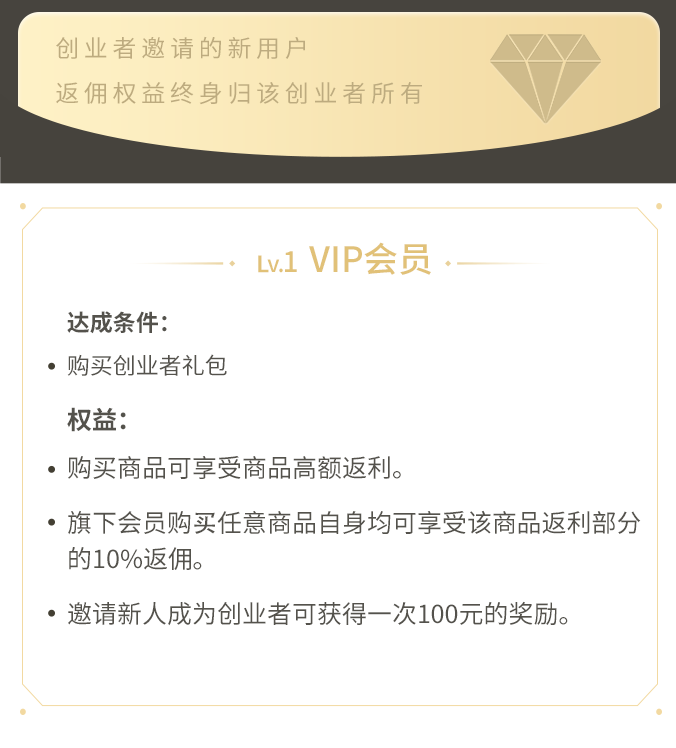 创业者邀请的新用户
返佣权益终身归该创业者所有
Lv.1 VIP会员
达成条件：
• 购买创业者礼包
权益：
• 购买商品可享受商品高额返利。
• 旗下会员购买任意商品自身均可享受该商品返利部分
的10%返佣。
• 邀请新人成为创业者可获得一次100元的奖励。